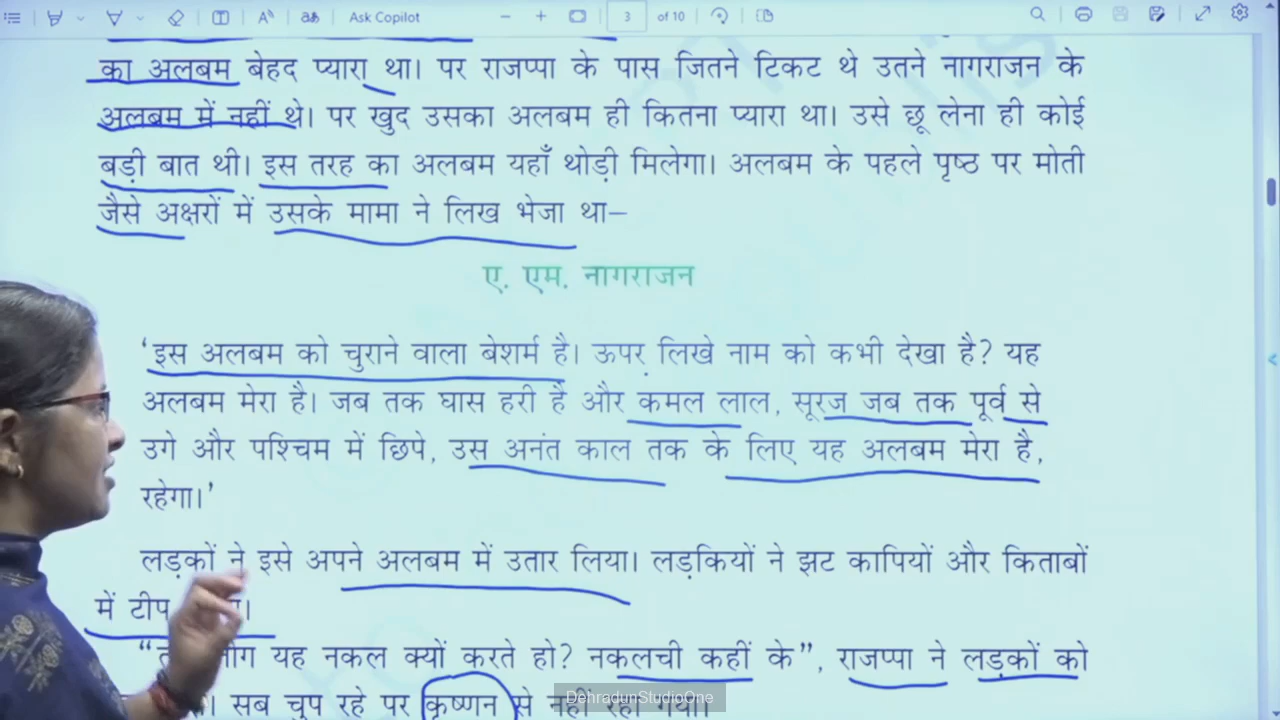 Ask Copilot
3 of 10
का अलबम बेहद प्यारा था। पर राजप्पा के पास जितने टिकट थे उतने नागराजन के
अलबम में नहीं थे। पर खुद उसका अलबम ही कितना प्यारा था। उसे छू लेना ही कोई
बड़ी बात थी। इस तरह का अलबम यहाँ थोड़ी मिलेगा। अलबम के पहले पृष्ठ पर मोती
जैसे अक्षरों में उसके मामा ने लिख भेजा था–
ए. एम. नागराजन
‘इस अलबम को चुराने वाला बेशर्म है। ऊपर लिखे नाम को कभी देखा है? यह
अलबम मेरा है। जब तक घास हरी है और कमल लाल, सूरज जब तक पूर्व से
उगे और पश्चिम में छिपे, उस अनंत काल तक के लिए यह अलबम मेरा है,
रहेगा।’
लड़कों ने इसे अपने अलबम में उतार लिया। लड़कियों ने झट कापियों और किताबों
में टीप
यह नकल क्यों करते हो? नकलची कहीं के”, राजप्पा ने लड़कों को
सब चुप रहे पर कृष्णन से नहीं रहा गया।
DehradunStudioOne